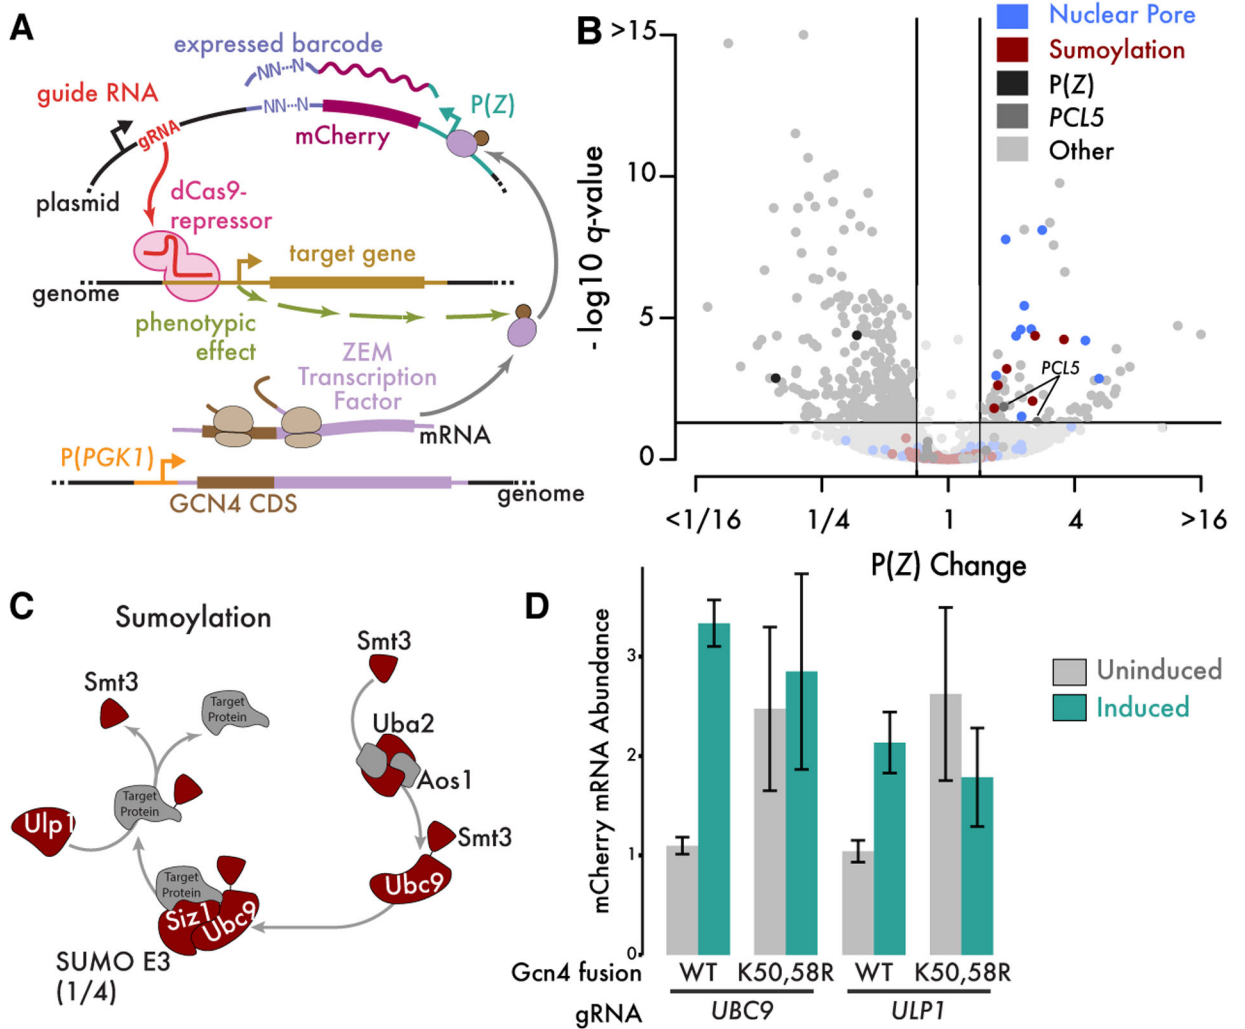 A
expressed barcode
NN···N
guide RNA
NN···N
P(Z)
gRNA
mCherry
plasmid
dCas9-
repressor
target gene
genome
phenotypic
effect
ZEM
Transcription
Factor
mRNA
P(PGK1)
GCN4 CDS
genome
B
>15
10
5
0
- log10 q-value
Nuclear Pore
Sumoylation
P(Z)
PCL5
Other
PCL5
<1/16
1/4
1
4
>16
P(Z) Change
C
Sumoylation
Smt3
Smt3
Target
Protein
Uba2
Aos1
Target
Protein
Ulp1
Smt3
Target
Protein
Ubc9
Siz1
Ubc9
SUMO E3
(1/4)
D
mCherry mRNA Abundance
3
2
1
0
Uninduced
Induced
Gcn4 fusion
WT
K50,58R
WT
K50,58R
gRNA
UBC9
ULP1